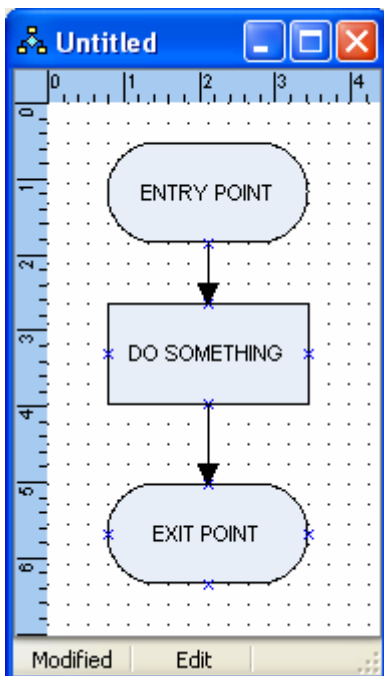 Untitled
0 1 2 3 4
0
1
2
3
4
5
6
ENTRY POINT
DO SOMETHING
EXIT POINT
Modified Edit